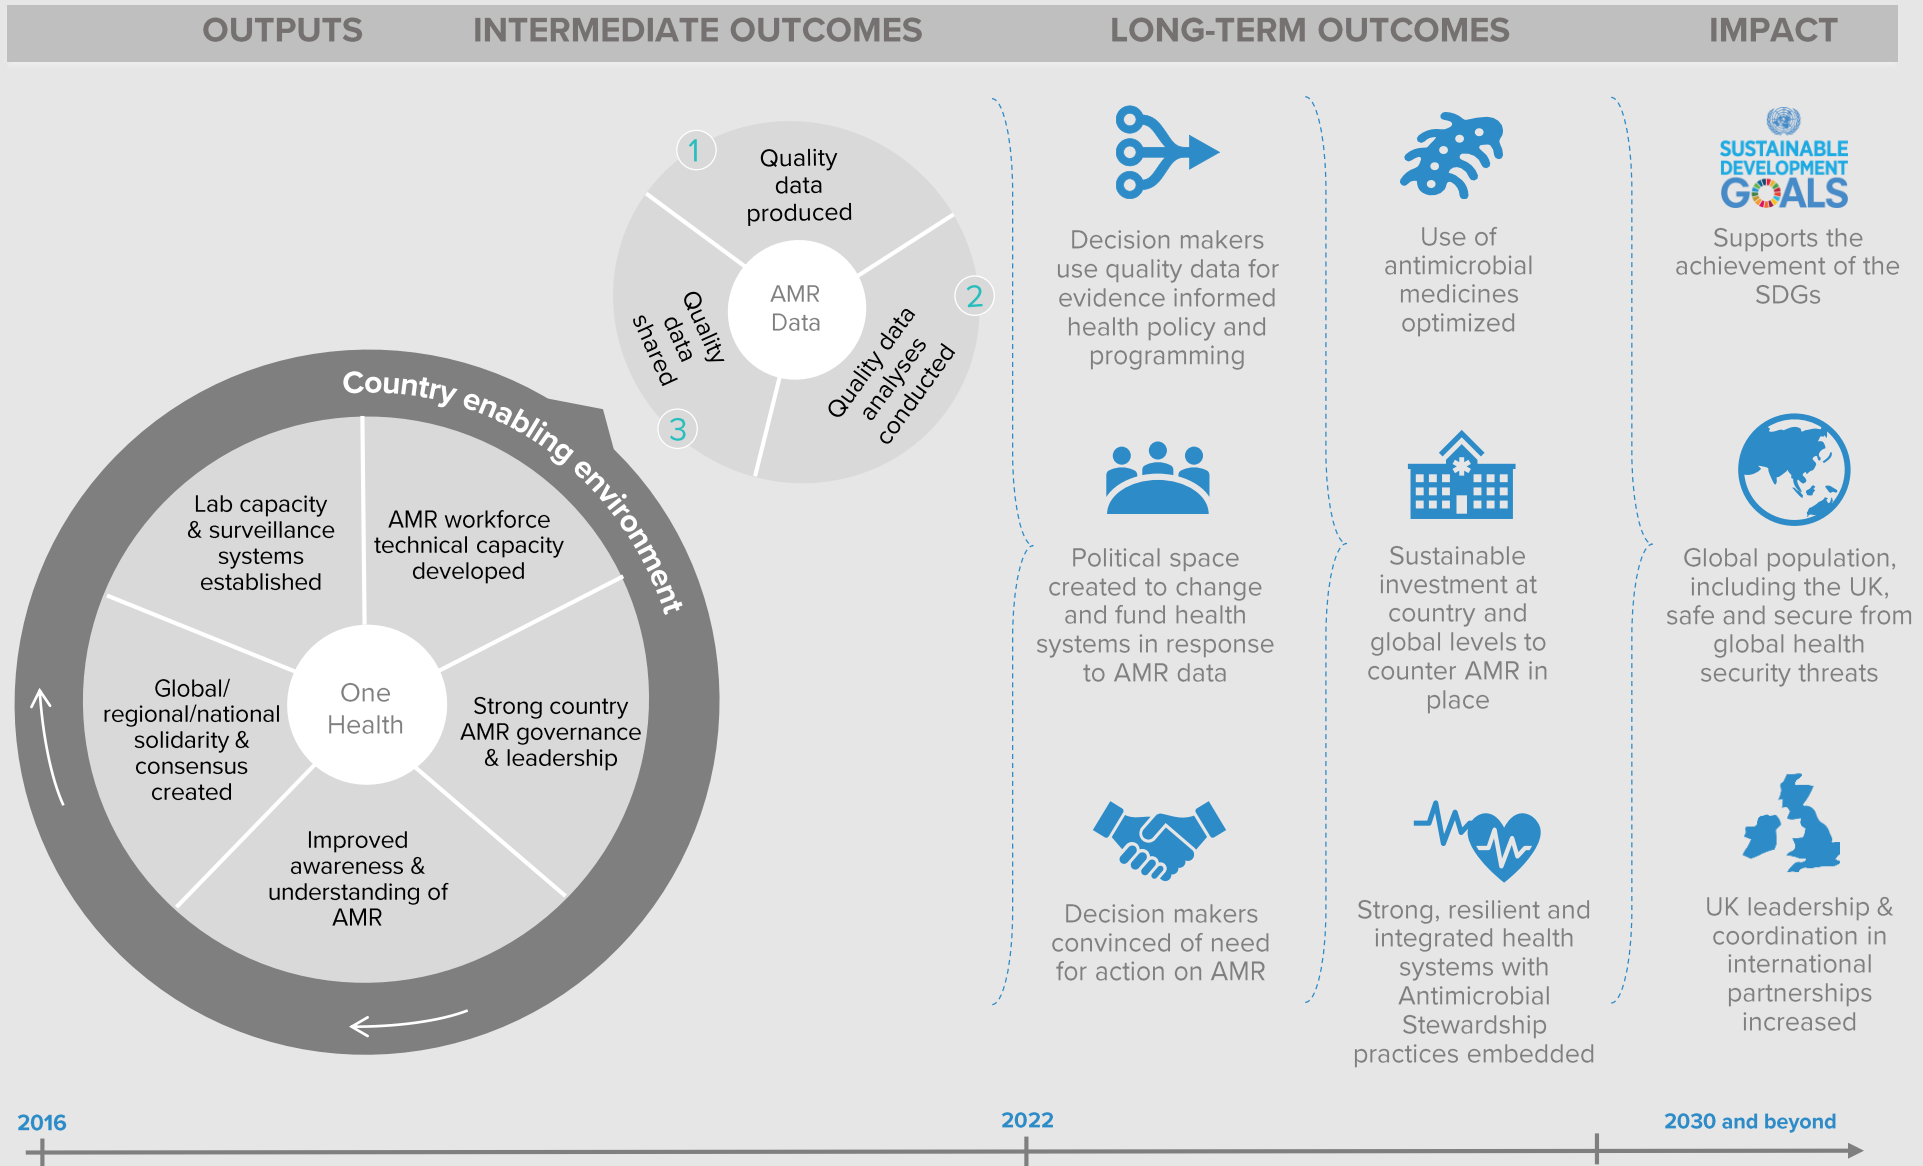 OUTPUTS
INTERMEDIATE OUTCOMES
LONG-TERM OUTCOMES
IMPACT
Country enabling environment
Lab capacity
& surveillance
systems
established
AMR workforce
technical capacity
developed
Strong country
AMR governance
& leadership
Improved
awareness &
understanding of
AMR
Global/
regional/national
solidarity &
consensus
created
One
Health
1
Quality
data
produced
2
Quality data
analyses
conducted
3
Quality
data
shared
AMR
Data
Decision makers
use quality data for
evidence informed
health policy and
programming
Political space
created to change
and fund health
systems in response
to AMR data
Decision makers
convinced of need
for action on AMR
Use of
antimicrobial
medicines
optimized
Sustainable
investment at
country and
global levels to
counter AMR in
place
Strong, resilient and
integrated health
systems with
Antimicrobial
Stewardship
practices embedded
SUSTAINABLE
DEVELOPMENT
GOALS
Supports the
achievement of the
SDGs
Global population,
including the UK,
safe and secure from
global health
security threats
UK leadership &
coordination in
international
partnerships
increased
2016
2022
2030 and beyond